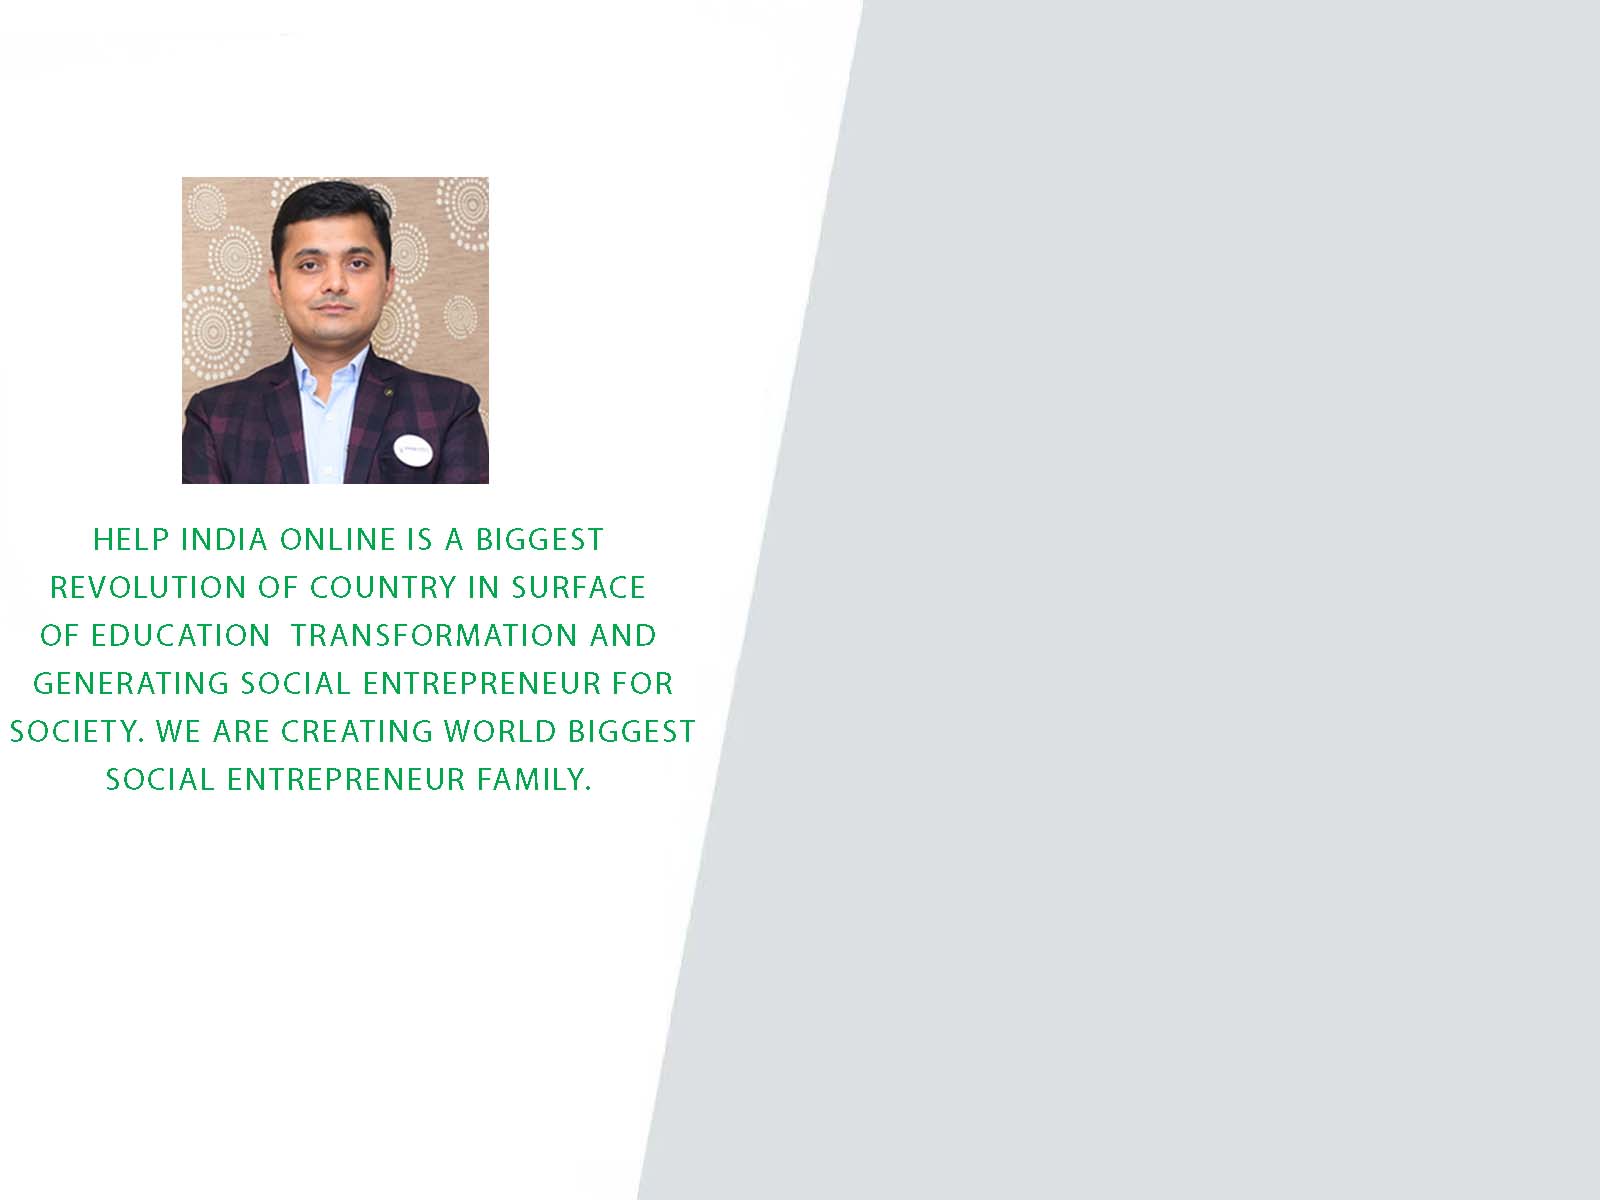 HELP INDIA ONLINE IS A BIGGEST
REVOLUTION OF COUNTRY IN SURFACE
OF EDUCATION  TRANSFORMATION AND
GENERATING SOCIAL ENTREPRENEUR FOR
SOCIETY. WE ARE CREATING WORLD BIGGEST
SOCIAL ENTREPRENEUR FAMILY.